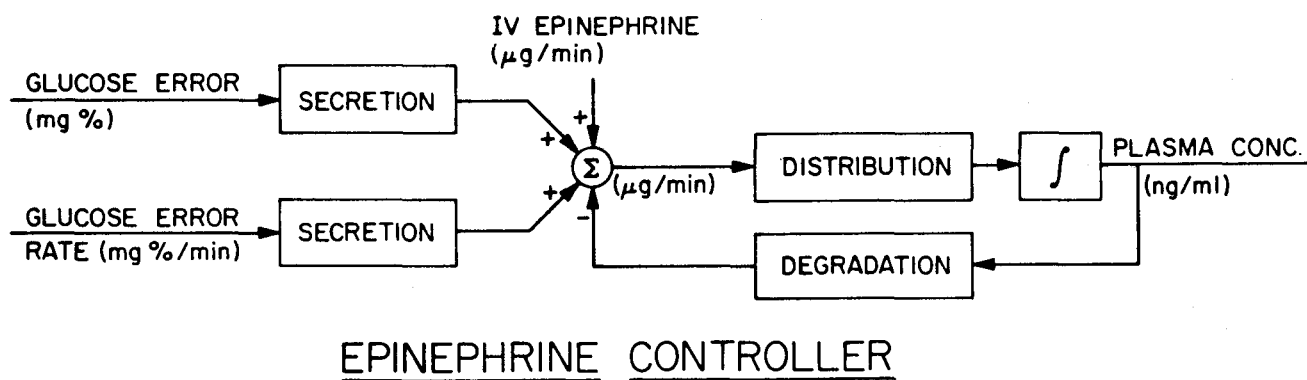 IV EPINEPHRINE
(μg/min)
GLUCOSE ERROR
(mg %)
SECRETION
+
+
Σ
(μg/min)
DISTRIBUTION
∫
PLASMA CONC.
(ng/ml)
GLUCOSE ERROR
RATE (mg %/min)
SECRETION
+
−
DEGRADATION
EPINEPHRINE CONTROLLER